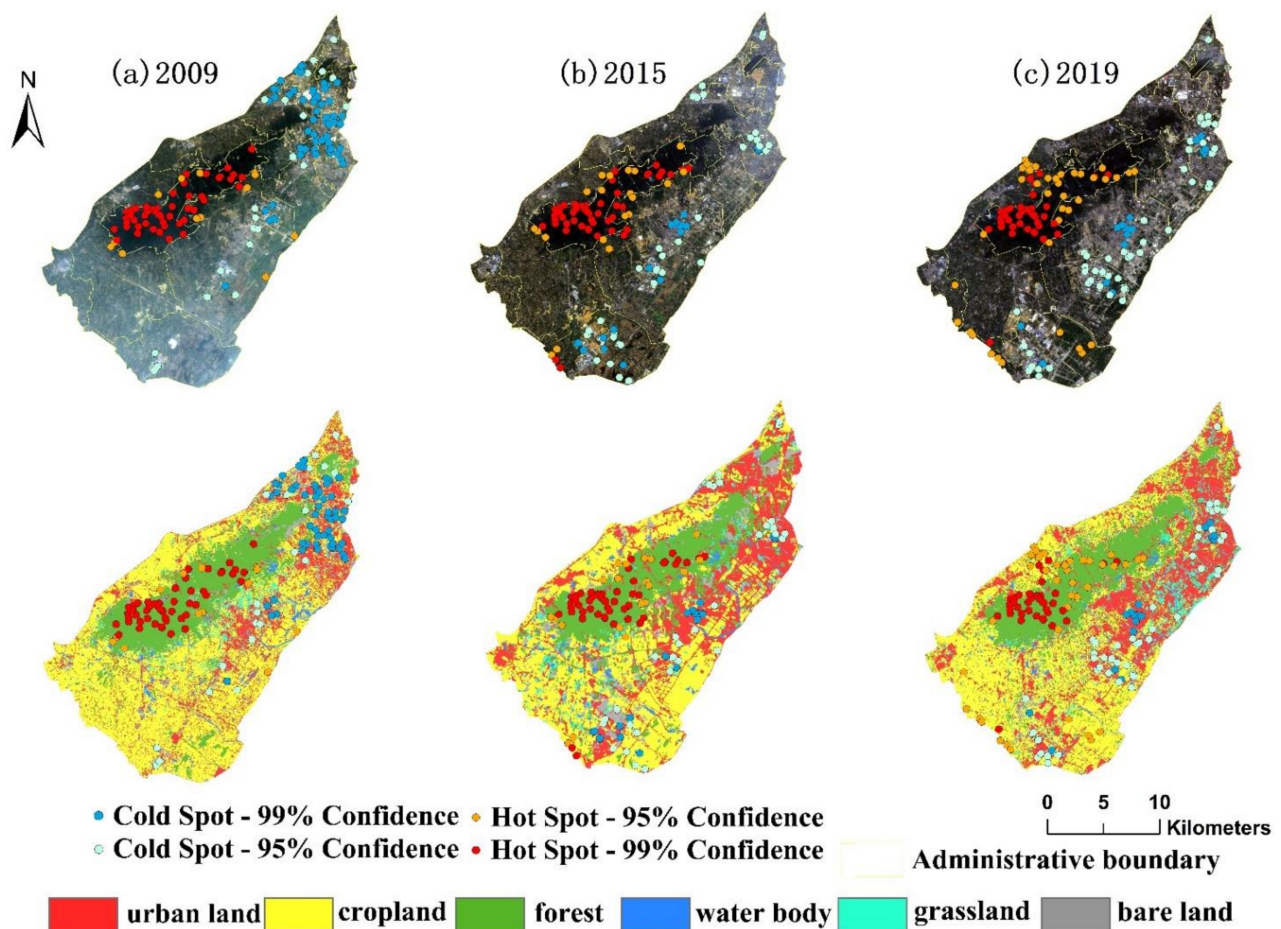 N
(a) 2009
(b) 2015
(c) 2019
Cold Spot - 99% Confidence
Hot Spot - 95% Confidence
0 5 10
Kilometers
Cold Spot - 95% Confidence
Hot Spot - 99% Confidence
Administrative boundary
urban land
cropland
forest
water body
grassland
bare land